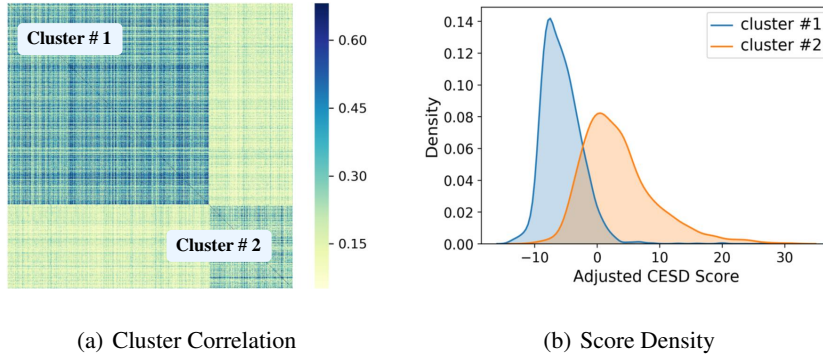 Cluster # 1
Cluster # 2
0.60
0.45
0.30
0.15
(a) Cluster Correlation
cluster #1
cluster #2
Density
0.14
0.12
0.10
0.08
0.06
0.04
0.02
0.00
−10
0
10
20
30
Adjusted CESD Score
(b) Score Density